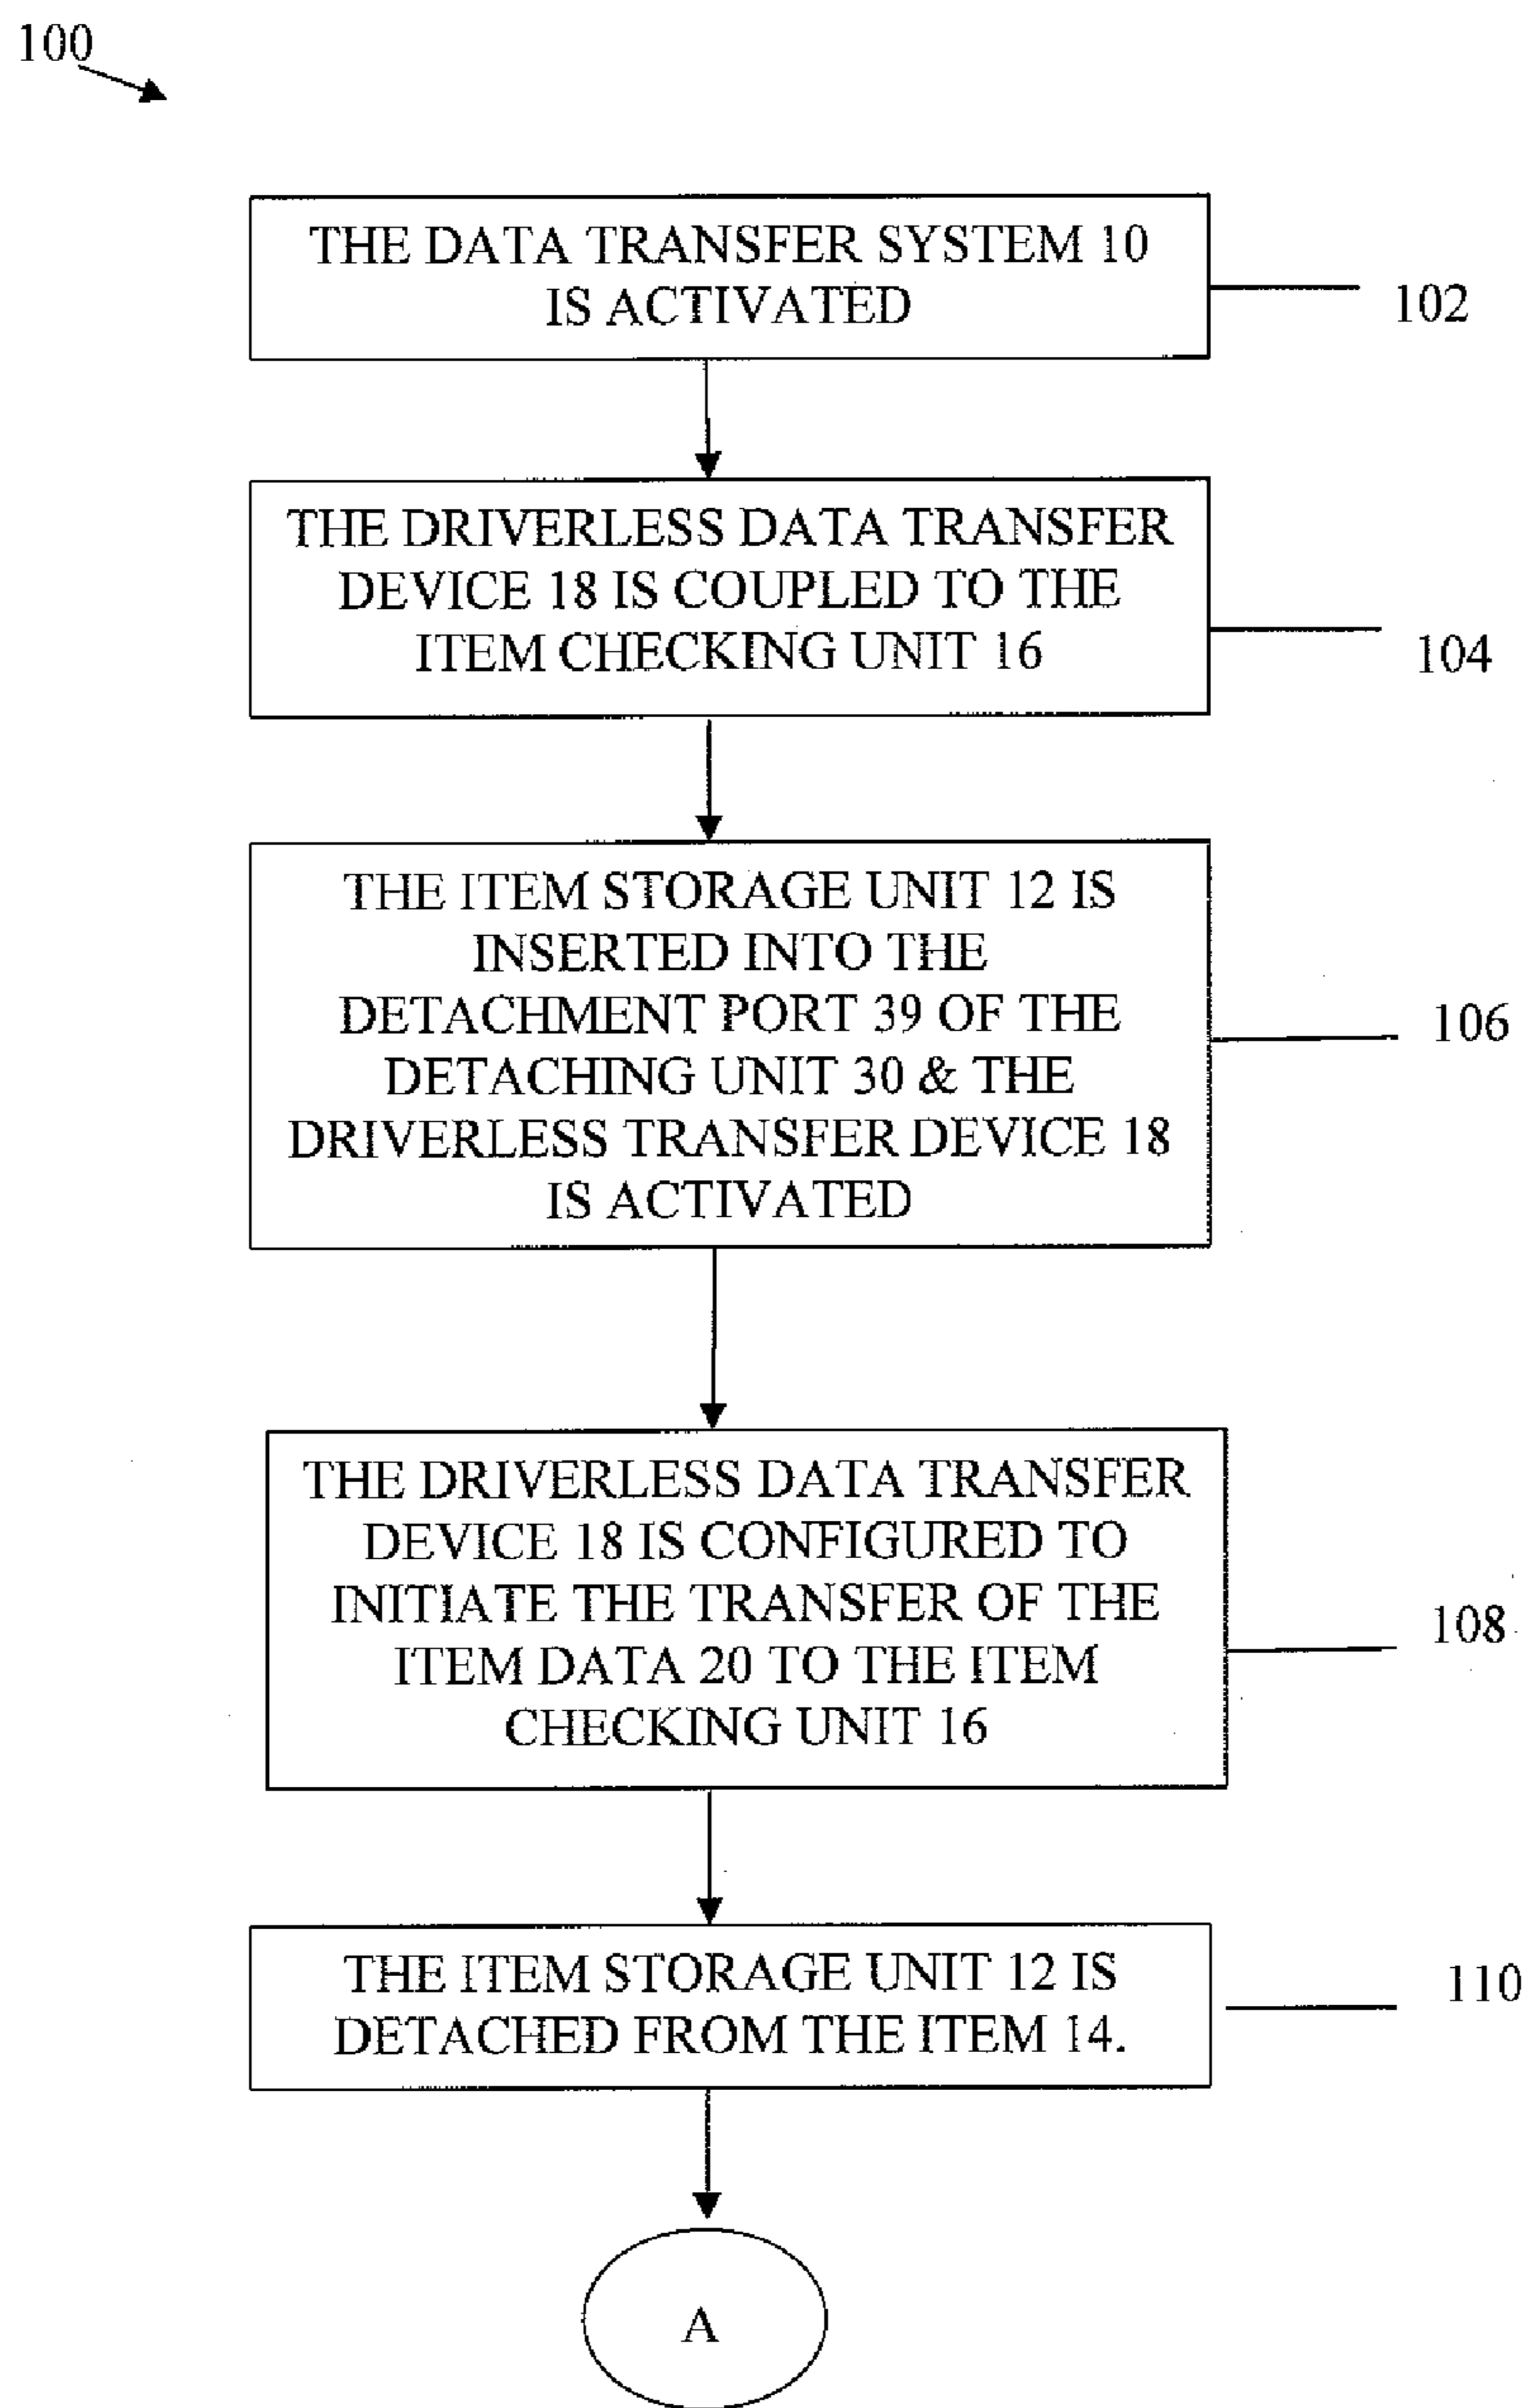 100
THE DATA TRANSFER SYSTEM 10
IS ACTIVATED
102
THE DRIVERLESS DATA TRANSFER
DEVICE 18 IS COUPLED TO THE
ITEM CHECKING UNIT 16
104
THE ITEM STORAGE UNIT 12 IS
INSERTED INTO THE
DETACHMENT PORT 39 OF THE
DETACHING UNIT 30 & THE
DRIVERLESS TRANSFER DEVICE 18
IS ACTIVATED
106
THE DRIVERLESS DATA TRANSFER
DEVICE 18 IS CONFIGURED TO
INITIATE THE TRANSFER OF THE
ITEM DATA 20 TO THE ITEM
CHECKING UNIT 16
108
THE ITEM STORAGE UNIT 12 IS
DETACHED FROM THE ITEM 14.
110
A